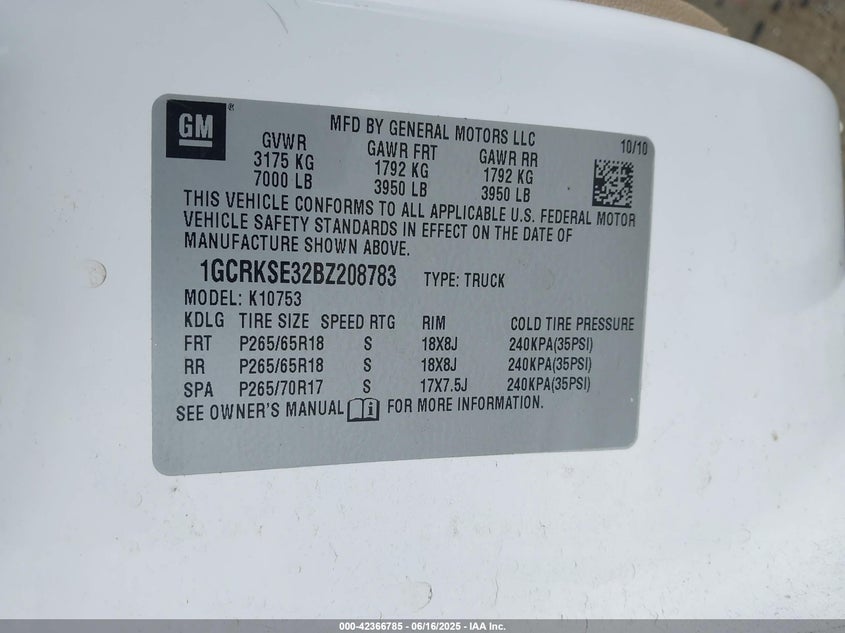 GM®
MFD BY GENERAL MOTORS LLC 10/10
GVWR GAWR FRT GAWR RR
3175 KG 1792 KG 1792 KG
7000 LB 3950 LB 3950 LB
THIS VEHICLE CONFORMS TO ALL APPLICABLE U.S. FEDERAL MOTOR
VEHICLE SAFETY STANDARDS IN EFFECT ON THE DATE OF
MANUFACTURE SHOWN ABOVE.
1GCRKSE32BZ208783 TYPE: TRUCK
MODEL: K10753
KDLG TIRE SIZE SPEED RTG RIM COLD TIRE PRESSURE
FRT P265/65R18 S 18X8J 240KPA(35PSI)
RR P265/65R18 S 18X8J 240KPA(35PSI)
SPA P265/70R17 S 17X7.5J 240KPA(35PSI)
SEE OWNER'S MANUAL FOR MORE INFORMATION.
000-42366785 - 06/16/2025 - IAA Inc.